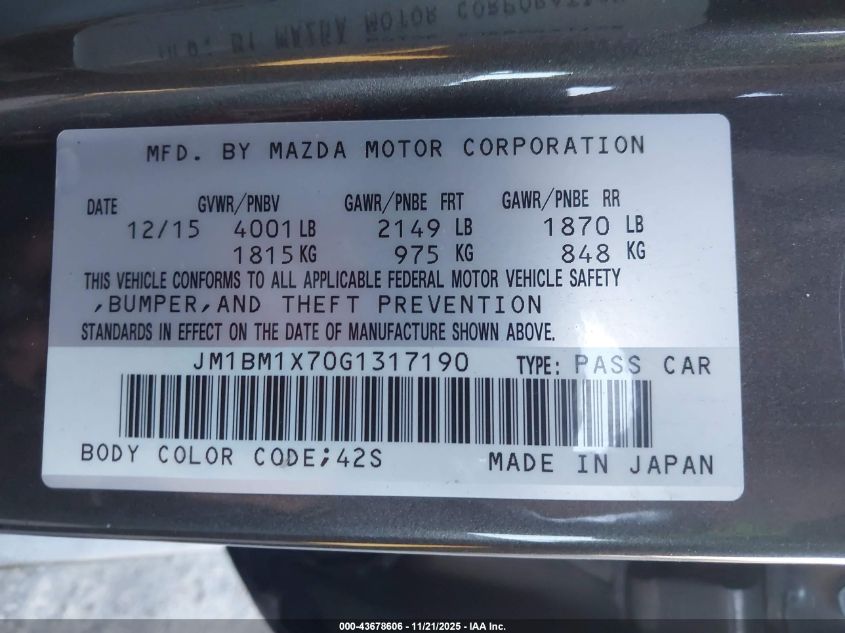 MFD. BY MAZDA MOTOR CORPORATION
DATE GVWR/PNBV GAWR/PNBE FRT GAWR/PNBE RR
12/15 4001 LB 2149 LB 1870 LB
1815 KG 975 KG 848 KG
THIS VEHICLE CONFORMS TO ALL APPLICABLE FEDERAL MOTOR VEHICLE SAFETY
,BUMPER,AND THEFT PREVENTION
STANDARDS IN EFFECT ON THE DATE OF MANUFACTURE SHOWN ABOVE.
JM1BM1X70G1317190 TYPE: PASS CAR
BODY COLOR CODE;42S MADE IN JAPAN
000-43678606 - 11/21/2025 - IAA Inc.